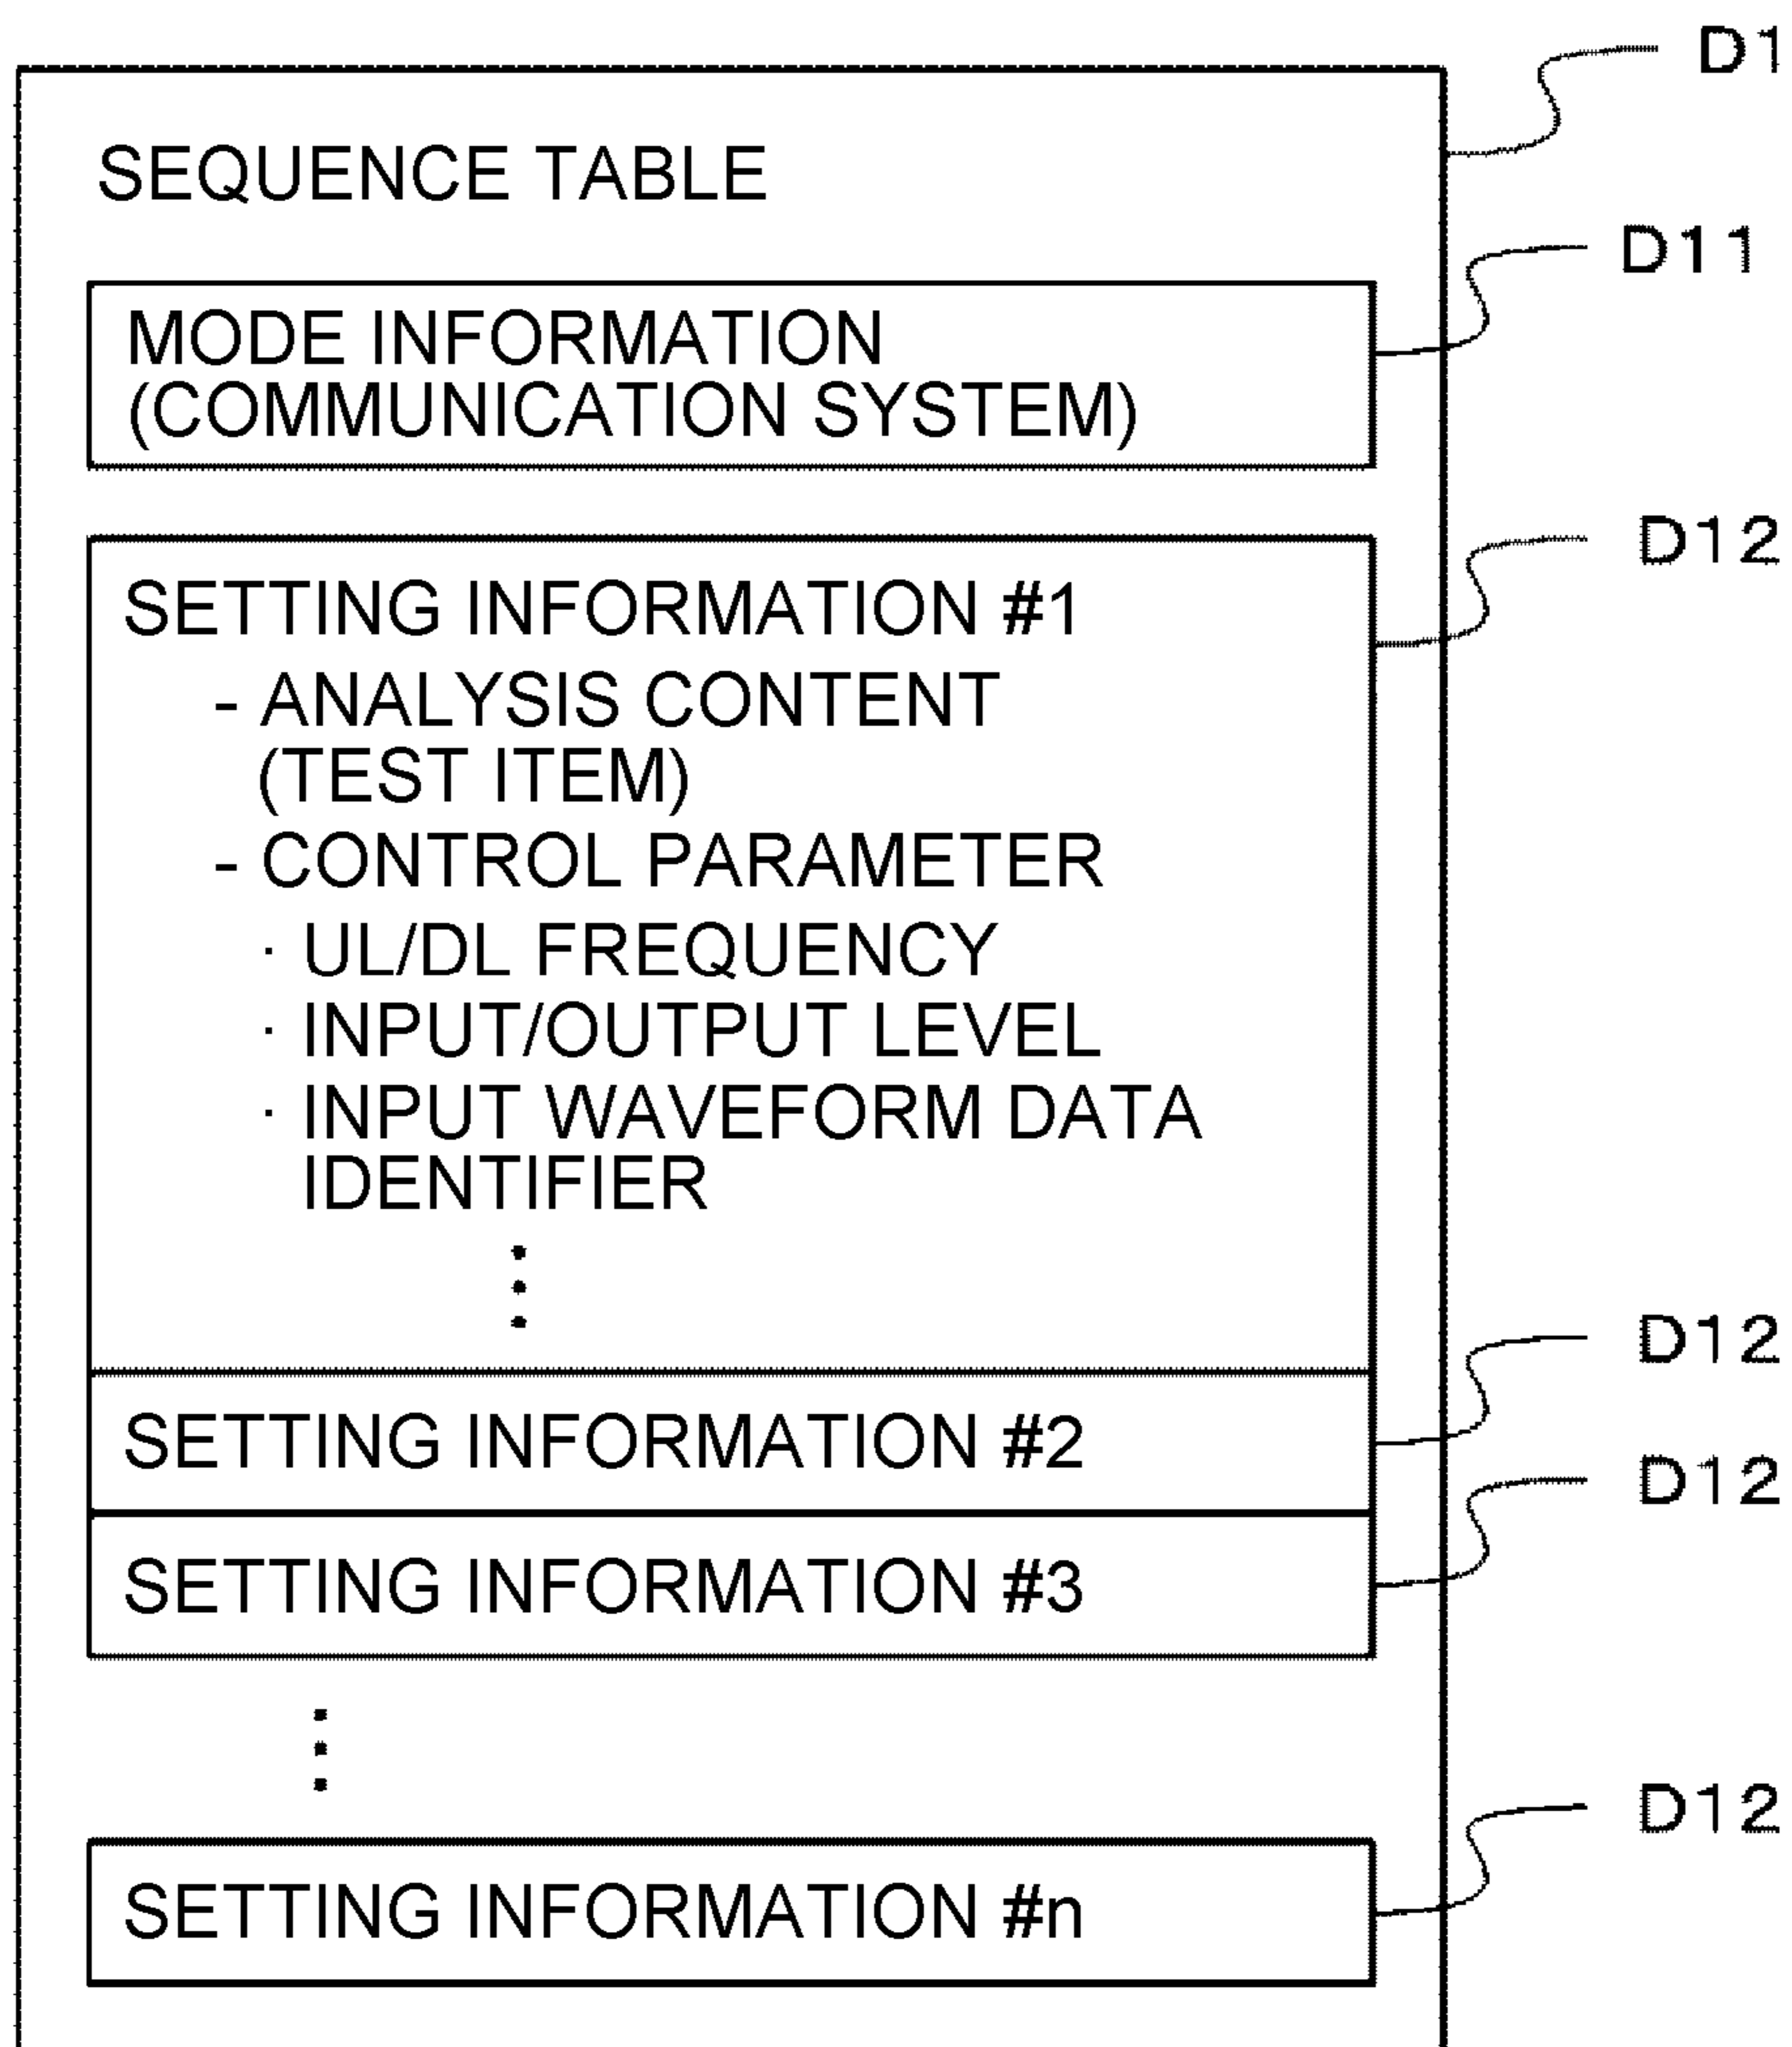 D1
SEQUENCE TABLE
D11
MODE INFORMATION
(COMMUNICATION SYSTEM)
D12
SETTING INFORMATION #1
- ANALYSIS CONTENT
(TEST ITEM)
- CONTROL PARAMETER
· UL/DL FREQUENCY
· INPUT/OUTPUT LEVEL
· INPUT WAVEFORM DATA
IDENTIFIER
D12
SETTING INFORMATION #2
D12
SETTING INFORMATION #3
D12
SETTING INFORMATION #n